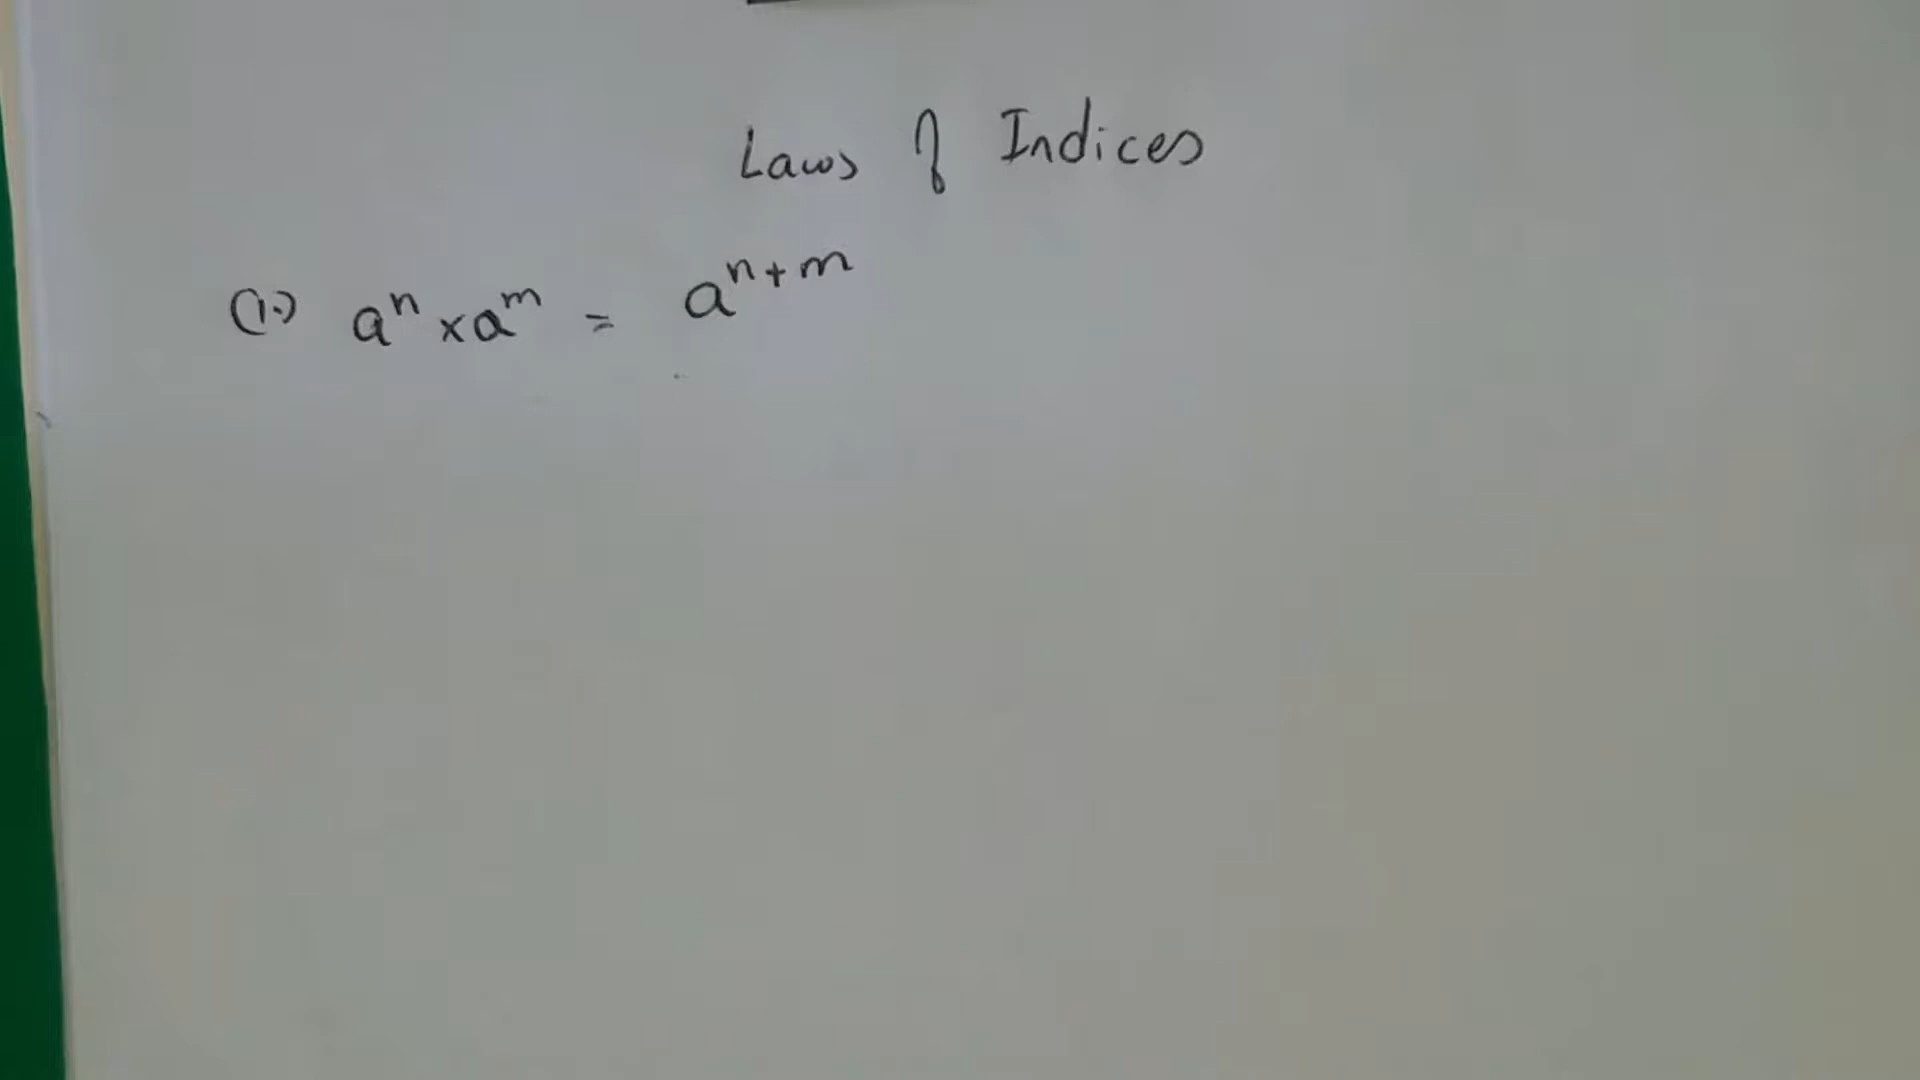 Laws of Indices
(1.) aⁿ × aᵐ = aⁿ⁺ᵐ